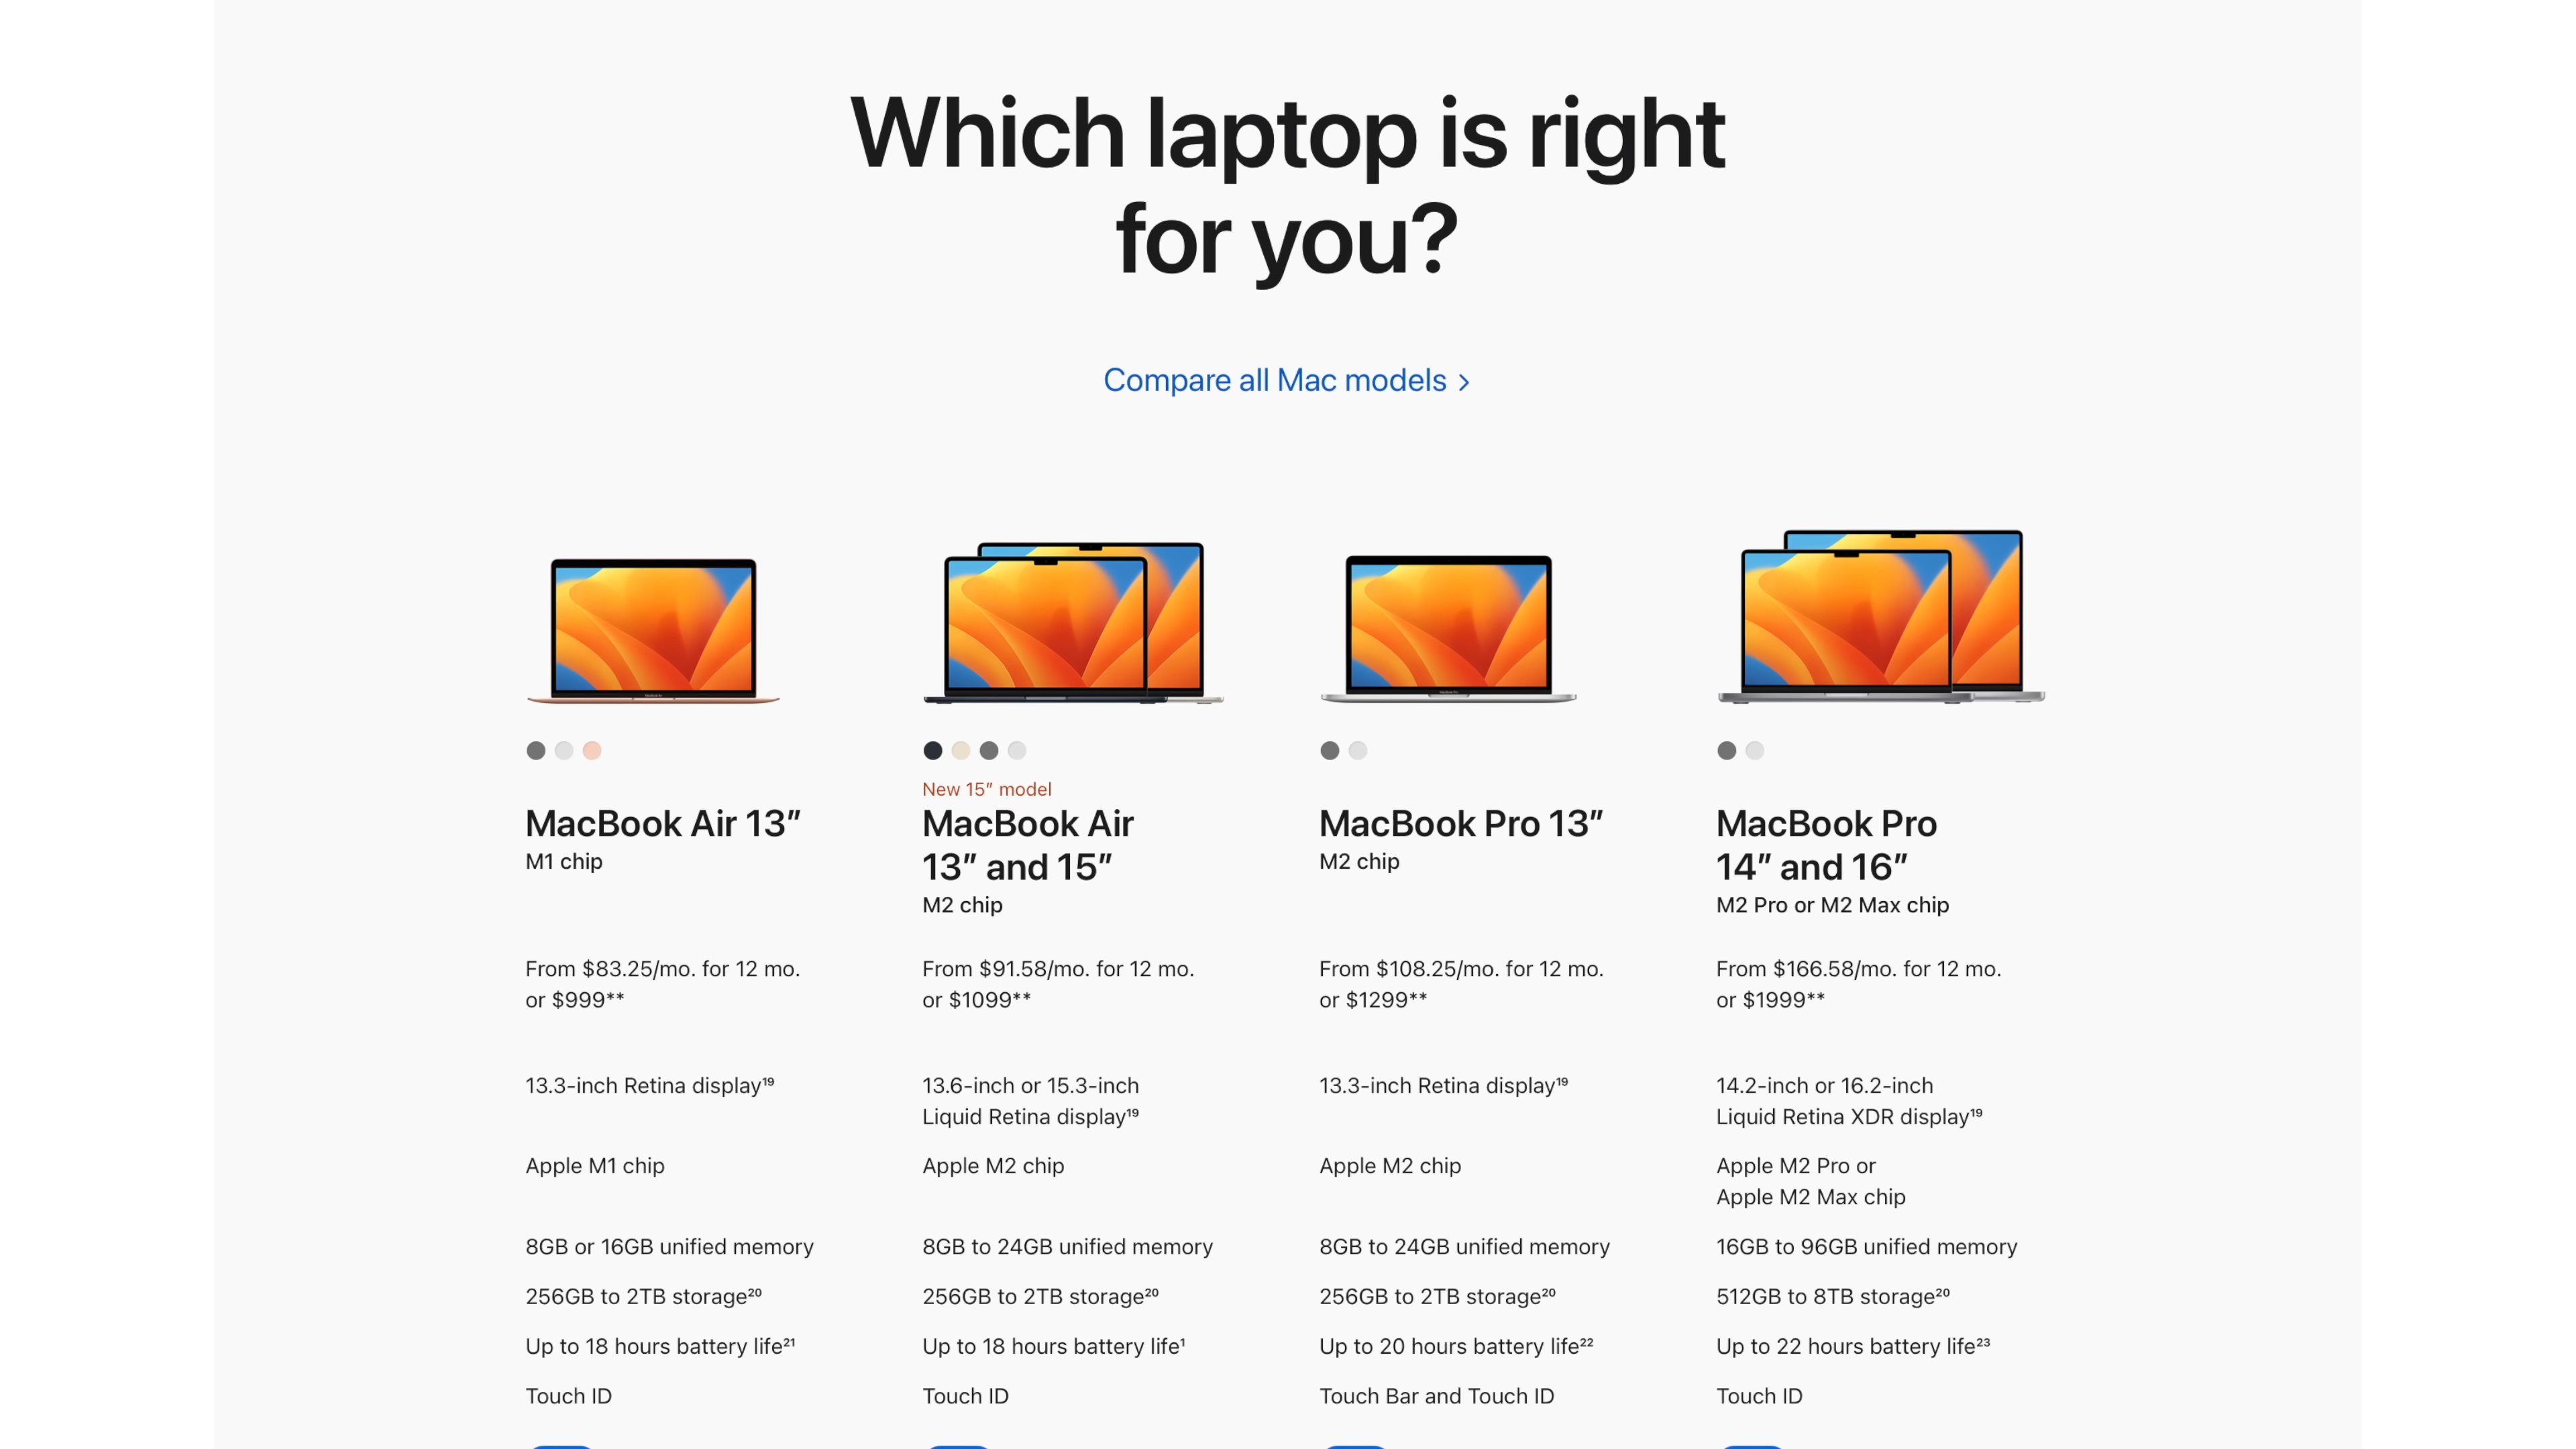 Which laptop is right
for you?
Compare all Mac models >
New 15″ model
MacBook Air 13″
M1 chip
MacBook Air
13″ and 15″
M2 chip
MacBook Pro 13″
M2 chip
MacBook Pro
14″ and 16″
M2 Pro or M2 Max chip
From $83.25/mo. for 12 mo.
or $999**
From $91.58/mo. for 12 mo.
or $1099**
From $108.25/mo. for 12 mo.
or $1299**
From $166.58/mo. for 12 mo.
or $1999**
13.3-inch Retina display¹⁹
13.6-inch or 15.3-inch
Liquid Retina display¹⁹
13.3-inch Retina display¹⁹
14.2-inch or 16.2-inch
Liquid Retina XDR display¹⁹
Apple M1 chip
Apple M2 chip
Apple M2 chip
Apple M2 Pro or
Apple M2 Max chip
8GB or 16GB unified memory
8GB to 24GB unified memory
8GB to 24GB unified memory
16GB to 96GB unified memory
256GB to 2TB storage²⁰
256GB to 2TB storage²⁰
256GB to 2TB storage²⁰
512GB to 8TB storage²⁰
Up to 18 hours battery life²¹
Up to 18 hours battery life¹
Up to 20 hours battery life²²
Up to 22 hours battery life²³
Touch ID
Touch ID
Touch Bar and Touch ID
Touch ID